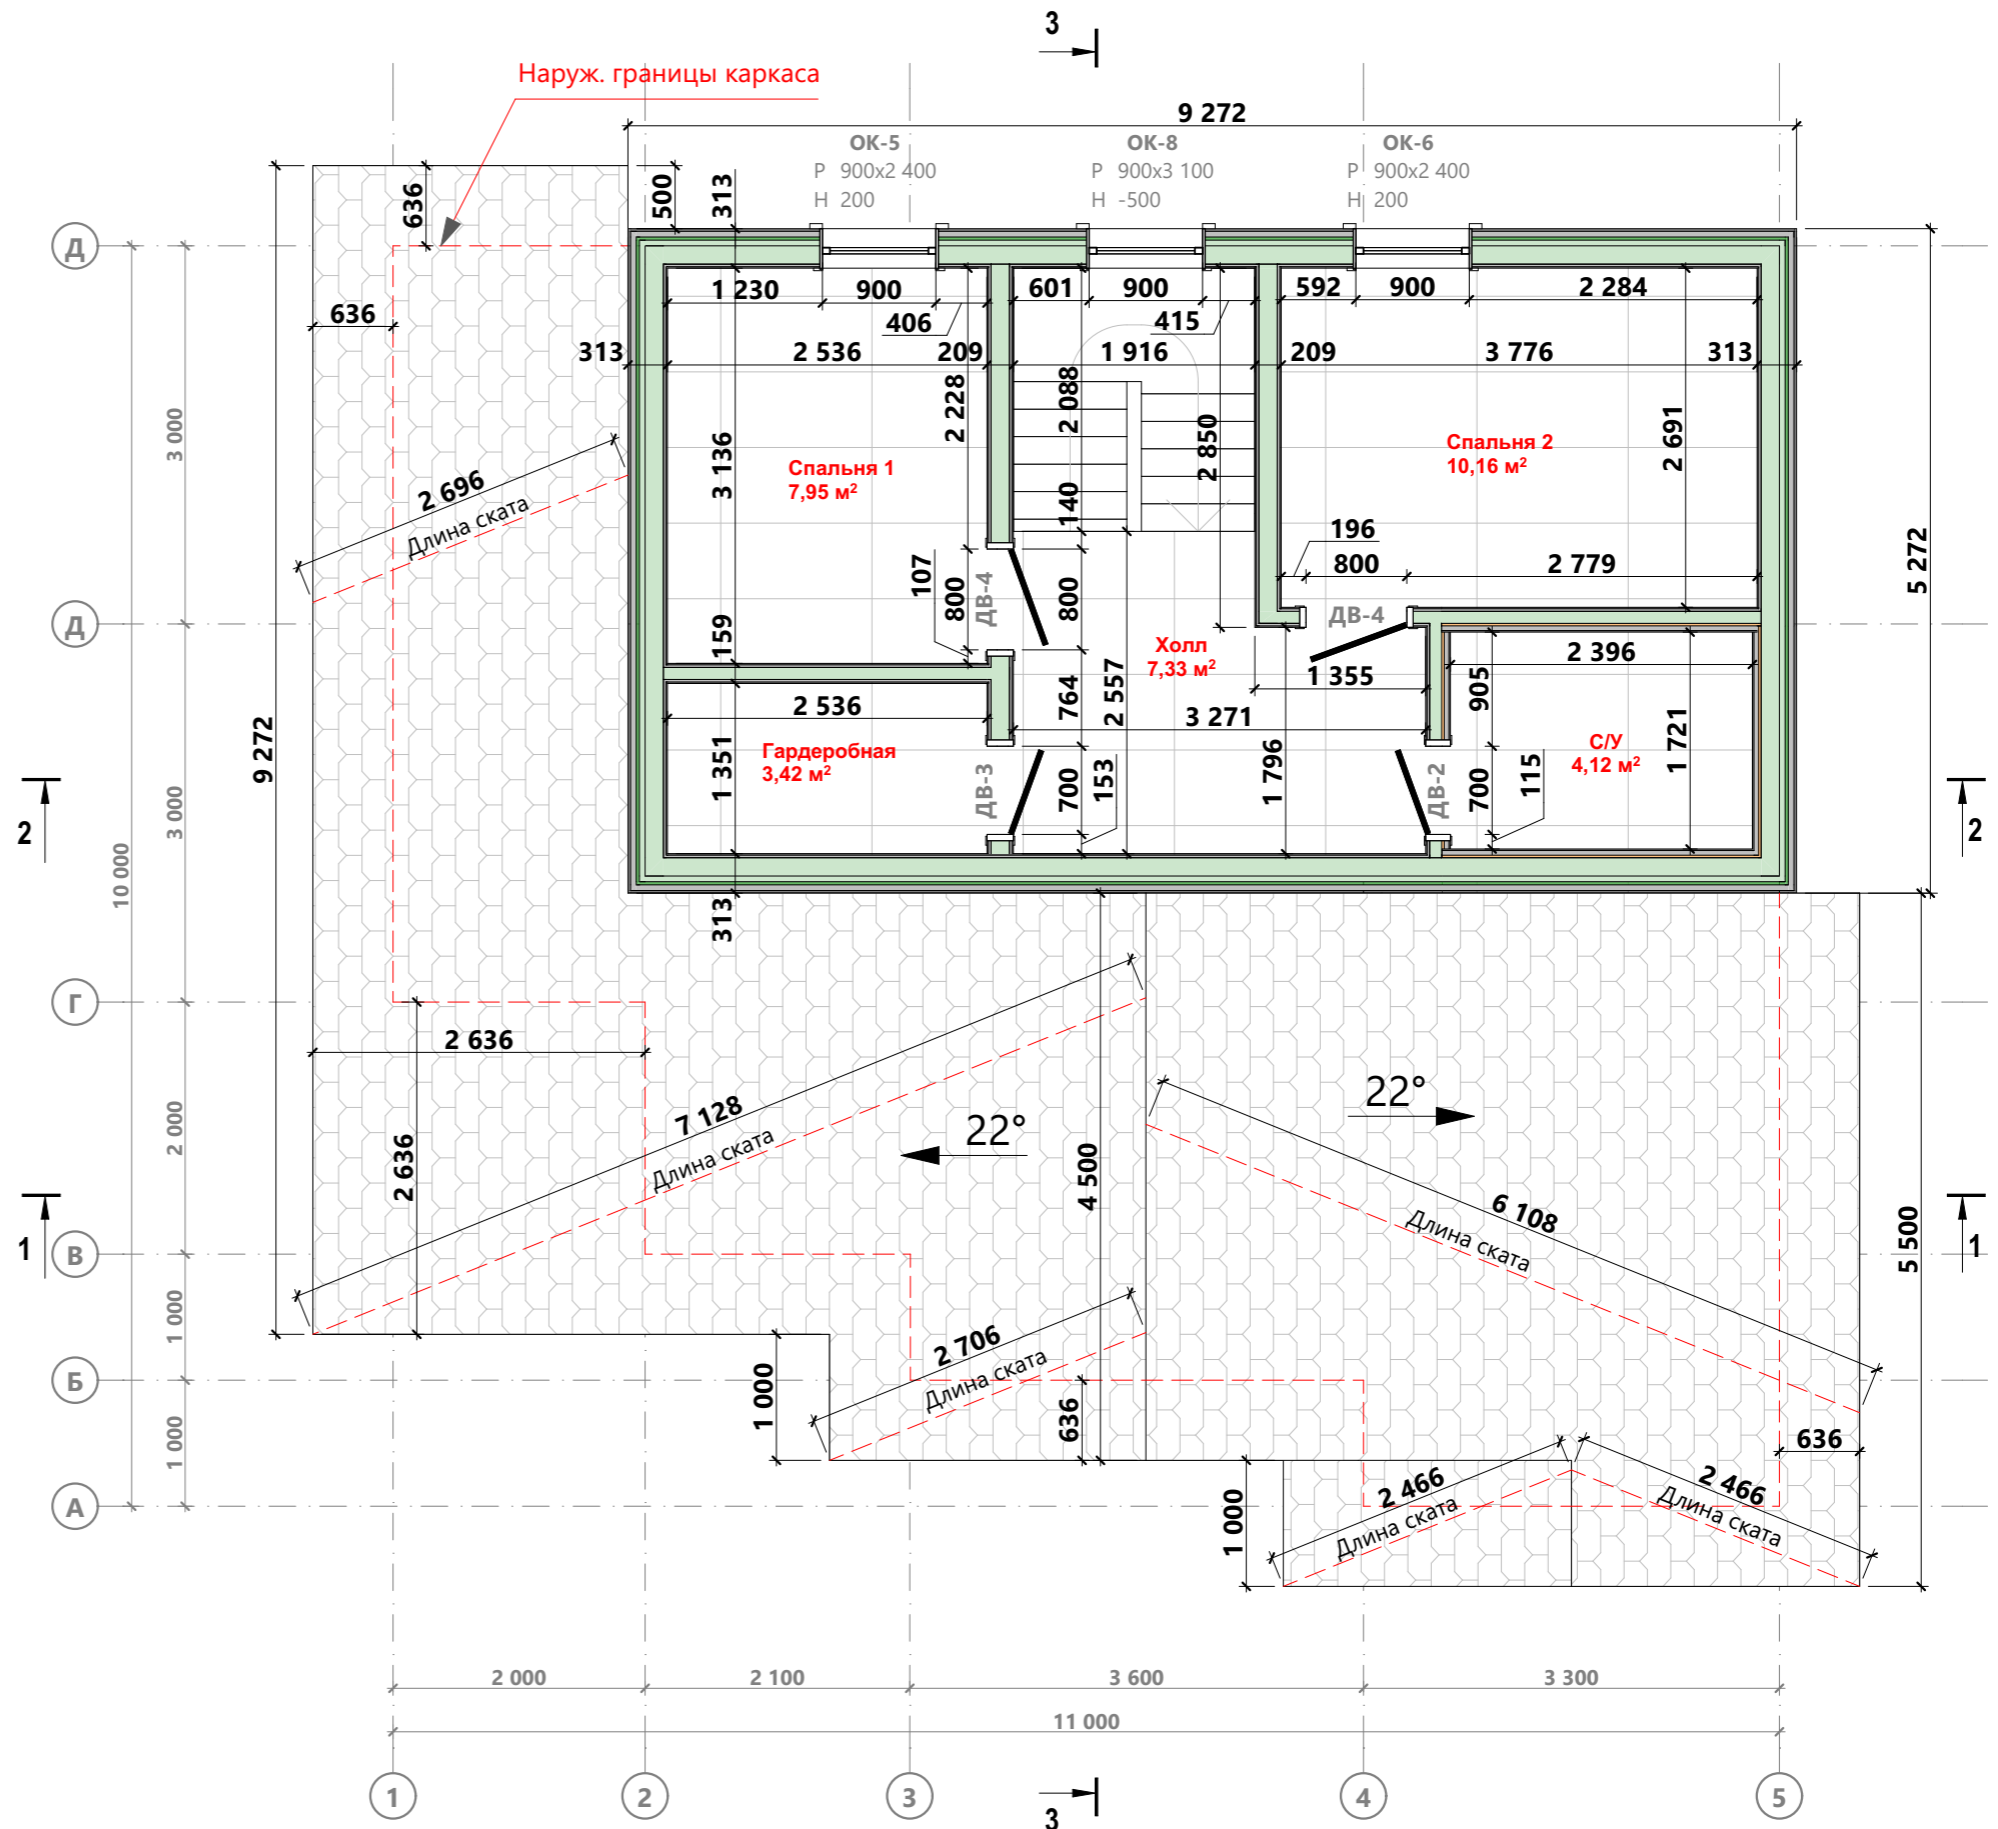 3
Наруж. границы каркаса
9 272
ОК-5
Р 900x2 400
Н 200
ОК-8
Р 900x3 100
Н -500
ОК-6
Р 900x2 400
Н 200
636
500
313
Д
636
1 230
900
406
601
900
415
592
900
2 284
313
2 536
209
1 916
209
3 776
313
3 000
2 228
2 088
2 850
2 691
3 136
Спальня 1
7,95 м²
Спальня 2
10,16 м²
2 696
Длина ската
140
196
800
2 779
5 272
107
800
ДВ-4
800
ДВ-4
Д
159
Холл
7,33 м²
2 396
1 355
905
764
2 557
2 536
3 271
9 272
Гардеробная
3,42 м²
1 351
ДВ-3
700
153
1 796
ДВ-2
700
115
С/У
4,12 м²
1 721
2
2
3 000
10 000
313
Г
2 636
2 636
7 128
Длина ската
22°
22°
4 500
2 000
6 108
Длина ската
5 500
1
1
В
1 000
2 706
Длина ската
Б
1 000
636
636
1 000
2 466
Длина ската
2 466
Длина ската
1 000
А
2 000
2 100
3 600
3 300
11 000
1
2
3
4
5
3